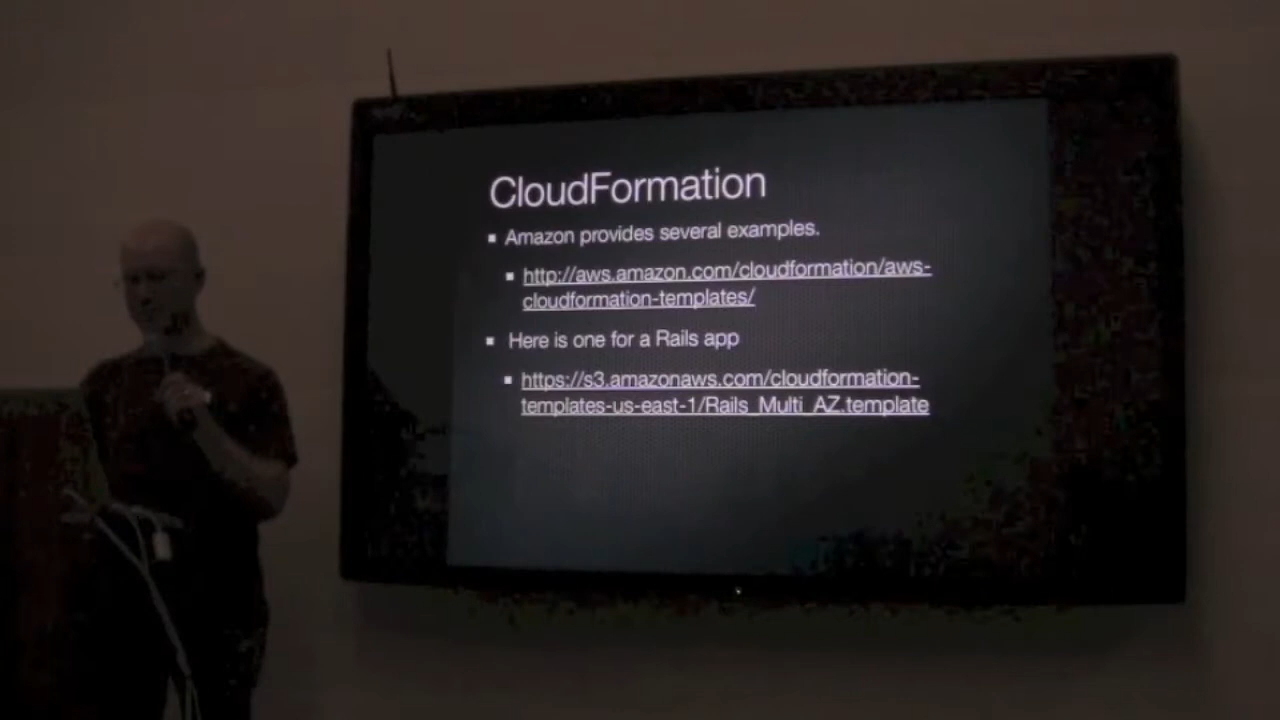 CloudFormation
Amazon provides several examples.
http://aws.amazon.com/cloudformation/aws-
cloudformation-templates/
Here is one for a Rails app
https://s3.amazonaws.com/cloudformation-
templates-us-east-1/Rails_Multi_AZ.template